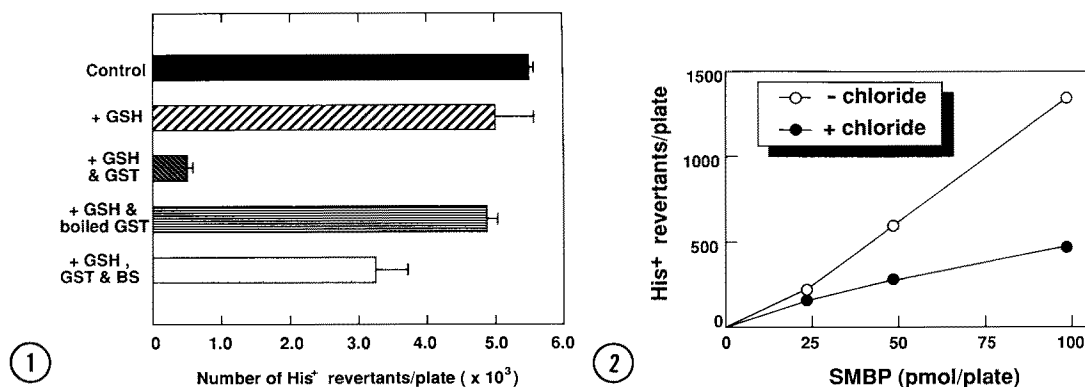 Control
+ GSH
+ GSH
& GST
+ GSH &
boiled GST
+ GSH ,
GST & BS
0 1.0 2.0 3.0 4.0 5.0 6.0
Number of His⁺ revertants/plate ( x 10³)
1
1500
1000
500
0
His⁺ revertants/plate
- chloride
+ chloride
0 25 50 75 100
SMBP (pmol/plate)
2